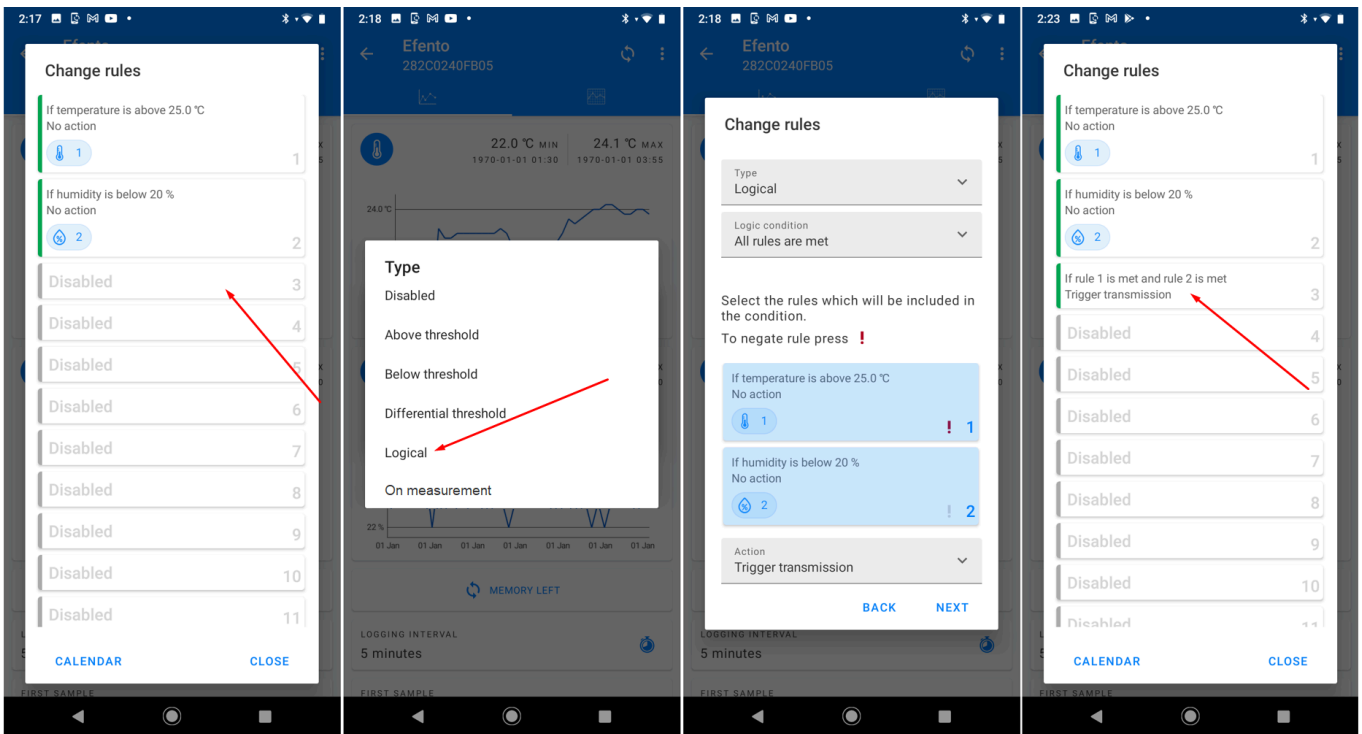 2:17
Efento
Change rules
If temperature is above 25.0 °C
No action
1
1
If humidity is below 20 %
No action
2
2
Disabled
3
Disabled
4
Disabled
5
Disabled
6
Disabled
7
Disabled
8
Disabled
9
Disabled
10
Disabled
11
CALENDAR
CLOSE
FIRST SAMPLE
2:18
Efento
282C0240FB05
22.0 °C MIN
24.1 °C MAX
1970-01-01 01:30
1970-01-01 03:55
24.0 °C
Type
Disabled
Above threshold
Below threshold
Differential threshold
Logical
On measurement
22 %
01 Jan 01 Jan 01 Jan 01 Jan 01 Jan 01 Jan
MEMORY LEFT
LOGGING INTERVAL
5 minutes
FIRST SAMPLE
2:18
Efento
282C0240FB05
Change rules
Type
Logical
Logic condition
All rules are met
Select the rules which will be included in
the condition.
To negate rule press !
If temperature is above 25.0 °C
No action
1
! 1
If humidity is below 20 %
No action
2
! 2
Action
Trigger transmission
BACK
NEXT
LOGGING INTERVAL
5 minutes
FIRST SAMPLE
2:23
Change rules
If temperature is above 25.0 °C
No action
1
1
If humidity is below 20 %
No action
2
2
If rule 1 is met and rule 2 is met
Trigger transmission
3
Disabled
4
Disabled
5
Disabled
6
Disabled
7
Disabled
8
Disabled
9
Disabled
10
Disabled
11
CALENDAR
CLOSE
FIRST SAMPLE